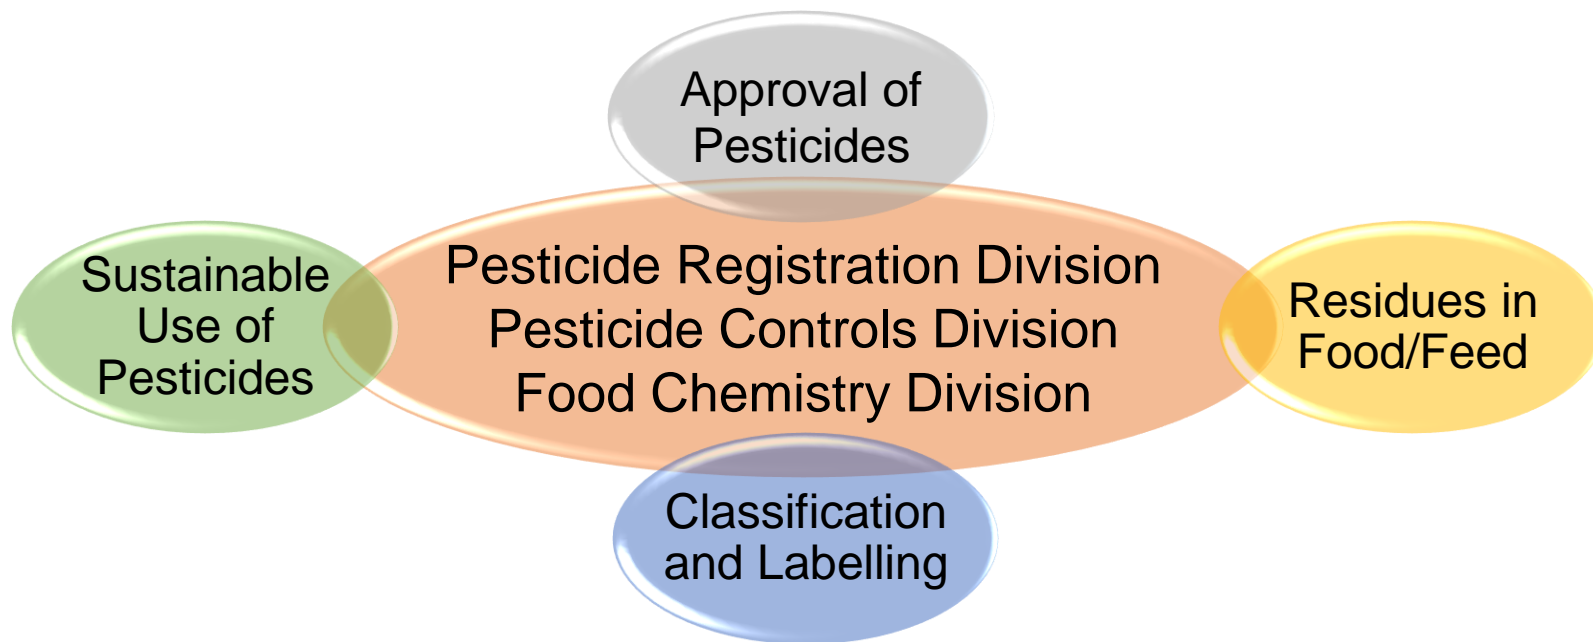 Approval of
Pesticides
Sustainable
Use of
Pesticides
Pesticide Registration Division
Pesticide Controls Division
Food Chemistry Division
Residues in
Food/Feed
Classification
and Labelling